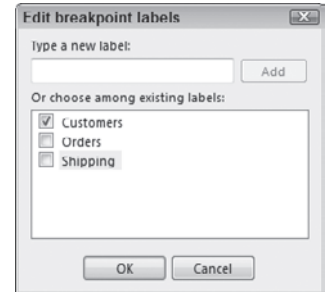 Edit breakpoint labels
Type a new label:
Add
Or choose among existing labels:
Customers
Orders
Shipping
OK Cancel